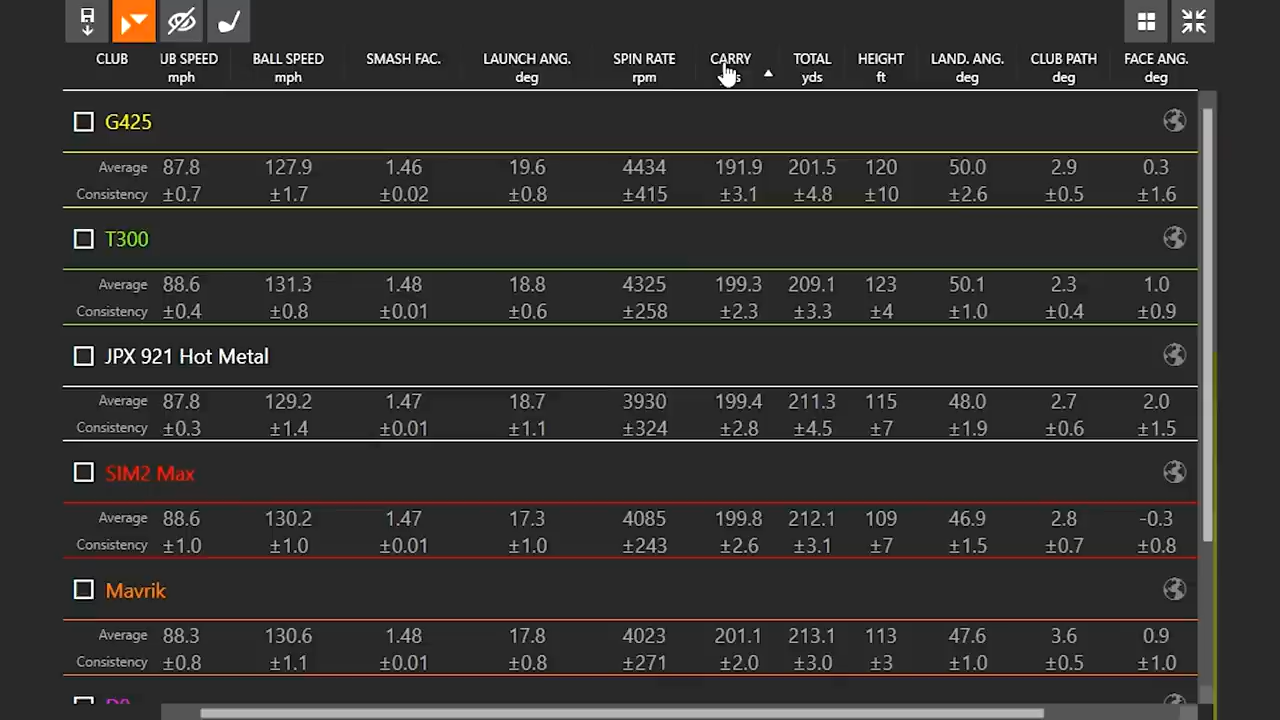 CLUB UB SPEED BALL SPEED SMASH FAC. LAUNCH ANG. SPIN RATE CARRY TOTAL HEIGHT LAND. ANG. CLUB PATH FACE ANG.
mph mph deg rpm yds ft deg deg deg
G425
Average 87.8 127.9 1.46 19.6 4434 191.9 201.5 120 50.0 2.9 0.3
Consistency ±0.7 ±1.7 ±0.02 ±0.8 ±415 ±3.1 ±4.8 ±10 ±2.6 ±0.5 ±1.6
T300
Average 88.6 131.3 1.48 18.8 4325 199.3 209.1 123 50.1 2.3 1.0
Consistency ±0.4 ±0.8 ±0.01 ±0.6 ±258 ±2.3 ±3.3 ±4 ±1.0 ±0.4 ±0.9
JPX 921 Hot Metal
Average 87.8 129.2 1.47 18.7 3930 199.4 211.3 115 48.0 2.7 2.0
Consistency ±0.3 ±1.4 ±0.01 ±1.1 ±324 ±2.8 ±4.5 ±7 ±1.9 ±0.6 ±1.5
SIM2 Max
Average 88.6 130.2 1.47 17.3 4085 199.8 212.1 109 46.9 2.8 -0.3
Consistency ±1.0 ±1.0 ±0.01 ±1.0 ±243 ±2.6 ±3.1 ±7 ±1.5 ±0.7 ±0.8
Mavrik
Average 88.3 130.6 1.48 17.8 4023 201.1 213.1 113 47.6 3.6 0.9
Consistency ±0.8 ±1.1 ±0.01 ±0.8 ±271 ±2.0 ±3.0 ±3 ±1.0 ±0.5 ±1.0